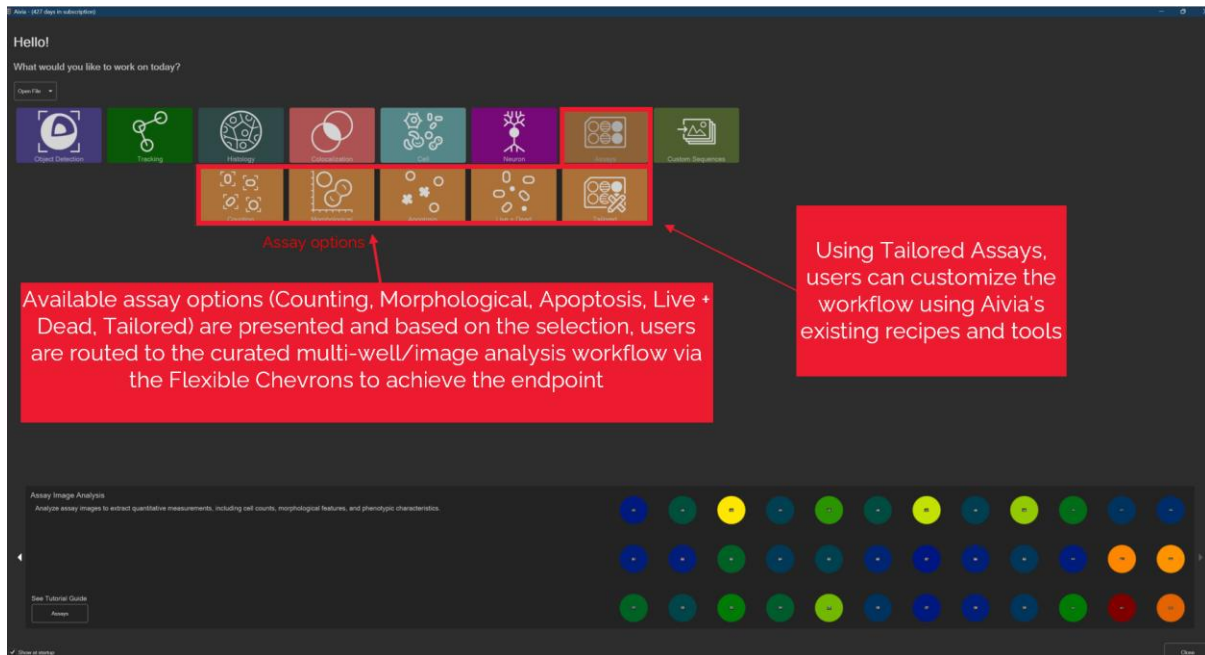 Aivia - (427 days in subscription)
Hello!
What would you like to work on today?
Open File
Object Detection
Tracking
Histology
Colocalization
Cell
Neuron
Assays
Custom Sequences
Counting
Morphological
Apoptosis
Live + Dead
Tailored
Assay options
Available assay options (Counting, Morphological, Apoptosis, Live +
Dead, Tailored) are presented and based on the selection, users
are routed to the curated multi-well/image analysis workflow via
the Flexible Chevrons to achieve the endpoint
Using Tailored Assays,
users can customize the
workflow using Aivia's
existing recipes and tools
Assay Image Analysis
Analyze assay images to extract quantitative measurements, including cell counts, morphological features, and phenotypic characteristics.
See Tutorial Guide
Assays
Show at startup
Close